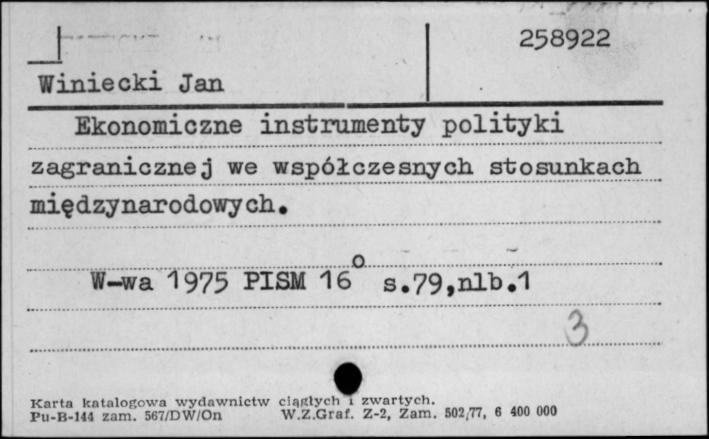 258922
Winiecki Jan
Ekonomiczne instrumenty polityki
zagranicznej we współczesnych stosunkach
międzynarodowych.
W-wa 1975 PISM 16° s.79,nlb.1
3
Karta katalogowa wydawnictw ciągłych i zwartych.
Pu-B-144 zam. 567/DW/On W.Z.Graf. Z-2, Zam. 502/77, 6 400 000